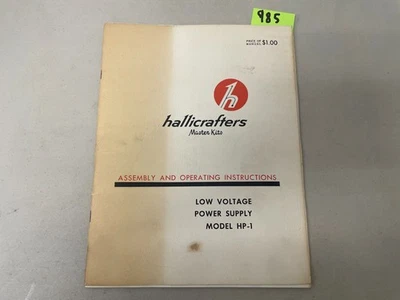 985
PRICE OF
MANUAL $1.00
h
hallicrafters
Master Kits
ASSEMBLY AND OPERATING INSTRUCTIONS
LOW VOLTAGE
POWER SUPPLY
MODEL HP-1